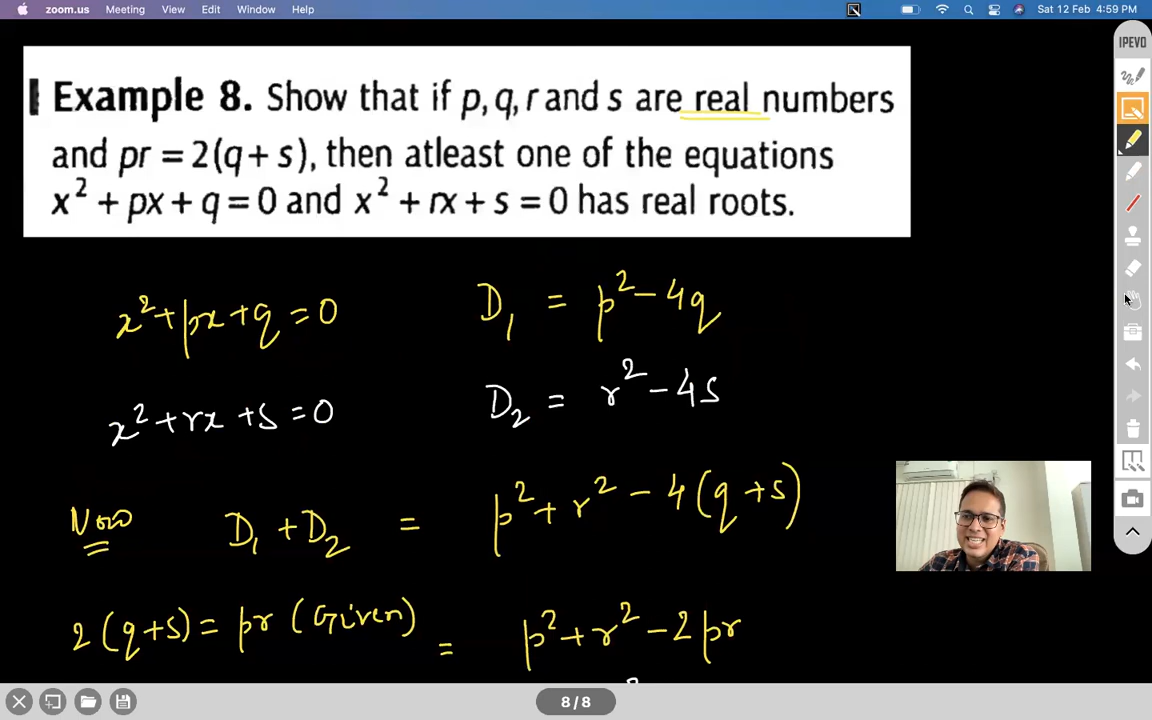 zoom.us Meeting View Edit Window Help Sat 12 Feb 4:59 PM
IPEVO
Example 8. Show that if p, q, r and s are real numbers
and pr = 2(q + s), then atleast one of the equations
x² + px + q = 0 and x² + rx + s = 0 has real roots.
x²+px+q=0 D₁ = p²-4q
x²+rx+s=0 D₂ = r²-4s
Now D₁+D₂ = p²+r²-4(q+s)
2(q+s)=pr (Given) = p²+r²-2pr
8/8